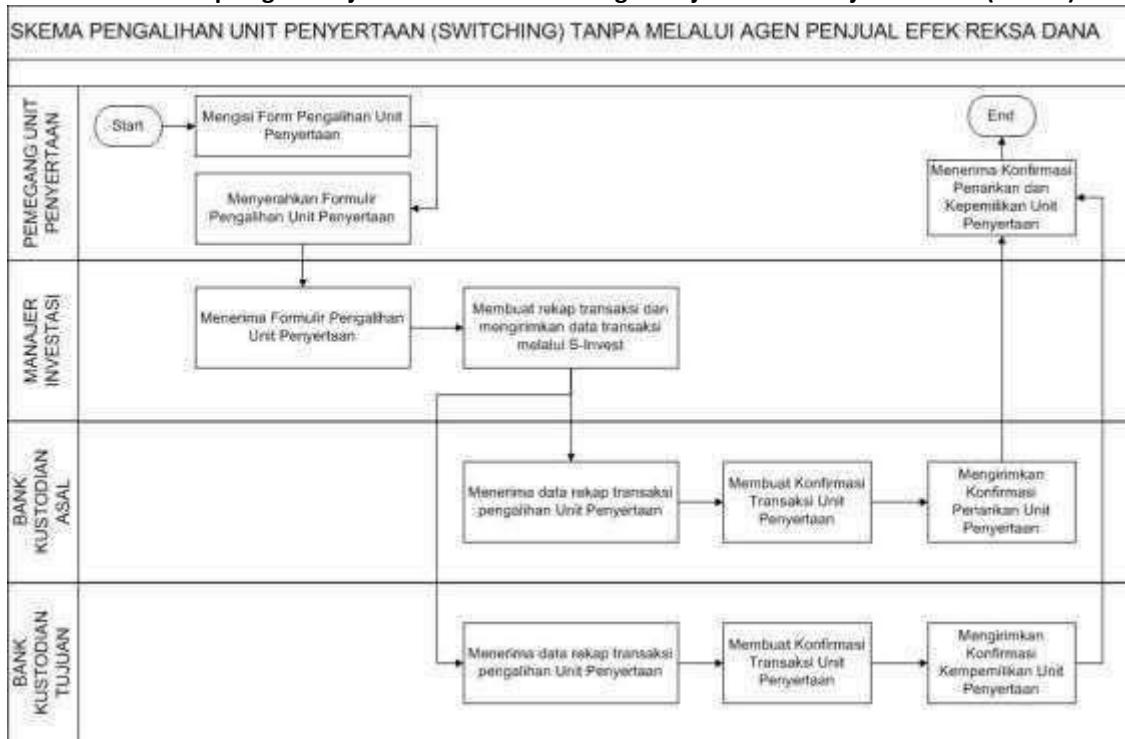 SKEMA PENGALIHAN UNIT PENYERTAAN (SWITCHING) TANPA MELALUI AGEN PENJUAL EFEK REKSA DANA
PEMEGANG UNIT
PENYERTAAN
Start
Mengisi Form Pengalihan Unit
Penyertaan
Menyerahkan Formulir
Pengalihan Unit Penyertaan
End
Menerima Konfirmasi
Penarikan dan
Kepemilikan Unit
Penyertaan
MANAJER
INVESTASI
Menerima Formulir Pengalihan
Unit Penyertaan
Membuat rekap transaksi dan
mengirimkan data transaksi
melalui S-Invest
BANK
KUSTODIAN
ASAL
Menerima data rekap transaksi
pengalihan Unit Penyertaan
Membuat Konfirmasi
Transaksi Unit
Penyertaan
Mengirimkan
Konfirmasi
Penarikan Unit
Penyertaan
BANK
KUSTODIAN
TUJUAN
Menerima data rekap transaksi
pengalihan Unit Penyertaan
Membuat Konfirmasi
Transaksi Unit
Penyertaan
Mengirimkan
Konfirmasi
Kempemilikan Unit
Penyertaan